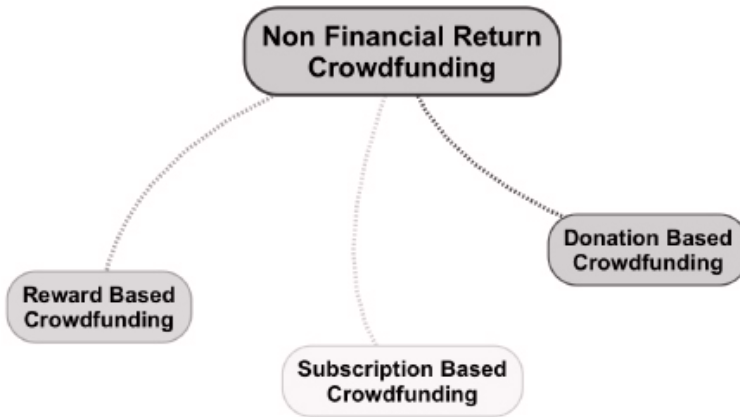 Non Financial Return
Crowdfunding
Reward Based
Crowdfunding
Subscription Based
Crowdfunding
Donation Based
Crowdfunding